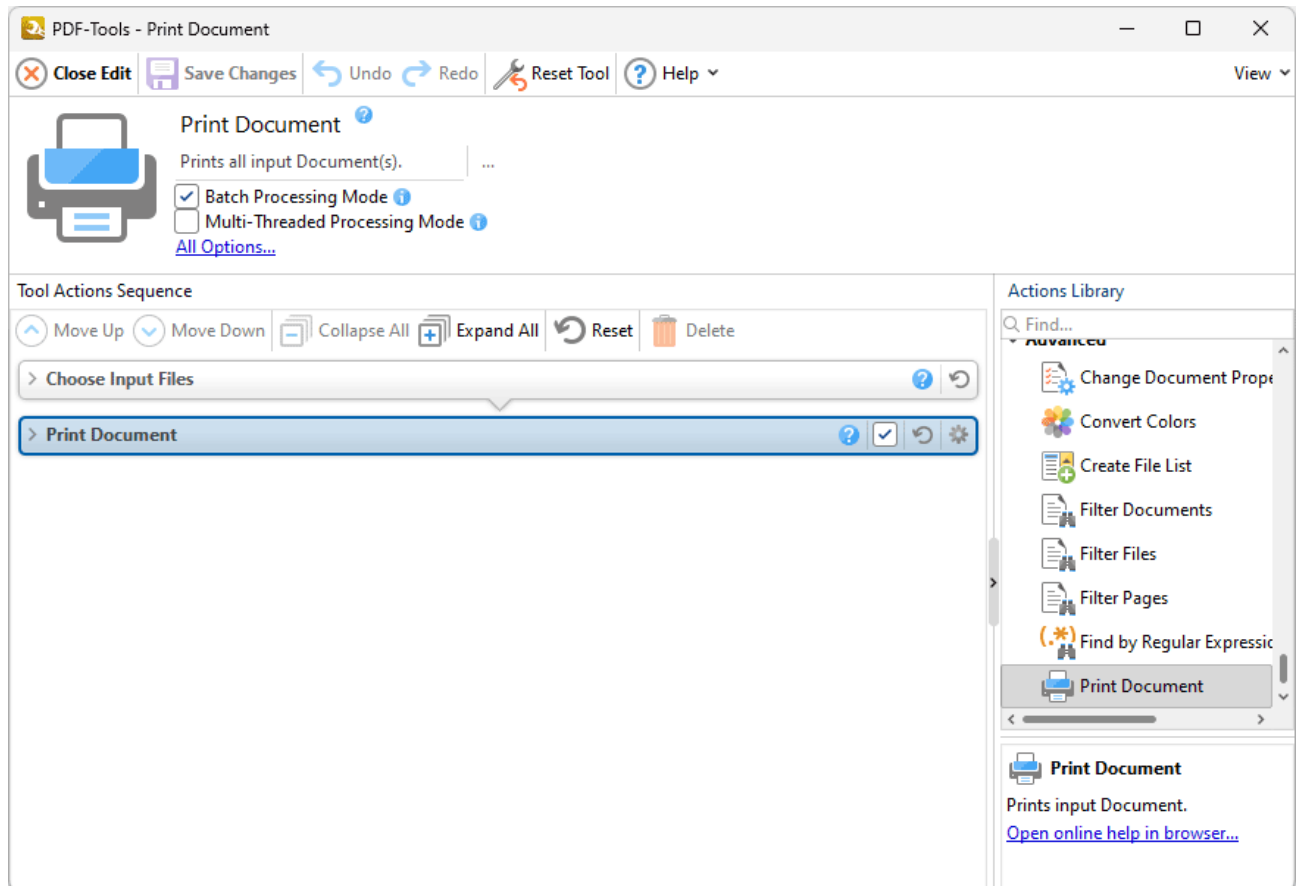 PDF-Tools - Print Document
Close Edit Save Changes Undo Redo Reset Tool Help View
Print Document
Prints all input Document(s). ...
Batch Processing Mode
Multi-Threaded Processing Mode
All Options...
Tool Actions Sequence
Move Up Move Down Collapse All Expand All Reset Delete
Choose Input Files
Print Document
Actions Library
Find...
Advanced
Change Document Prope
Convert Colors
Create File List
Filter Documents
Filter Files
Filter Pages
(.*) Find by Regular Expressic
Print Document
Print Document
Prints input Document.
Open online help in browser...